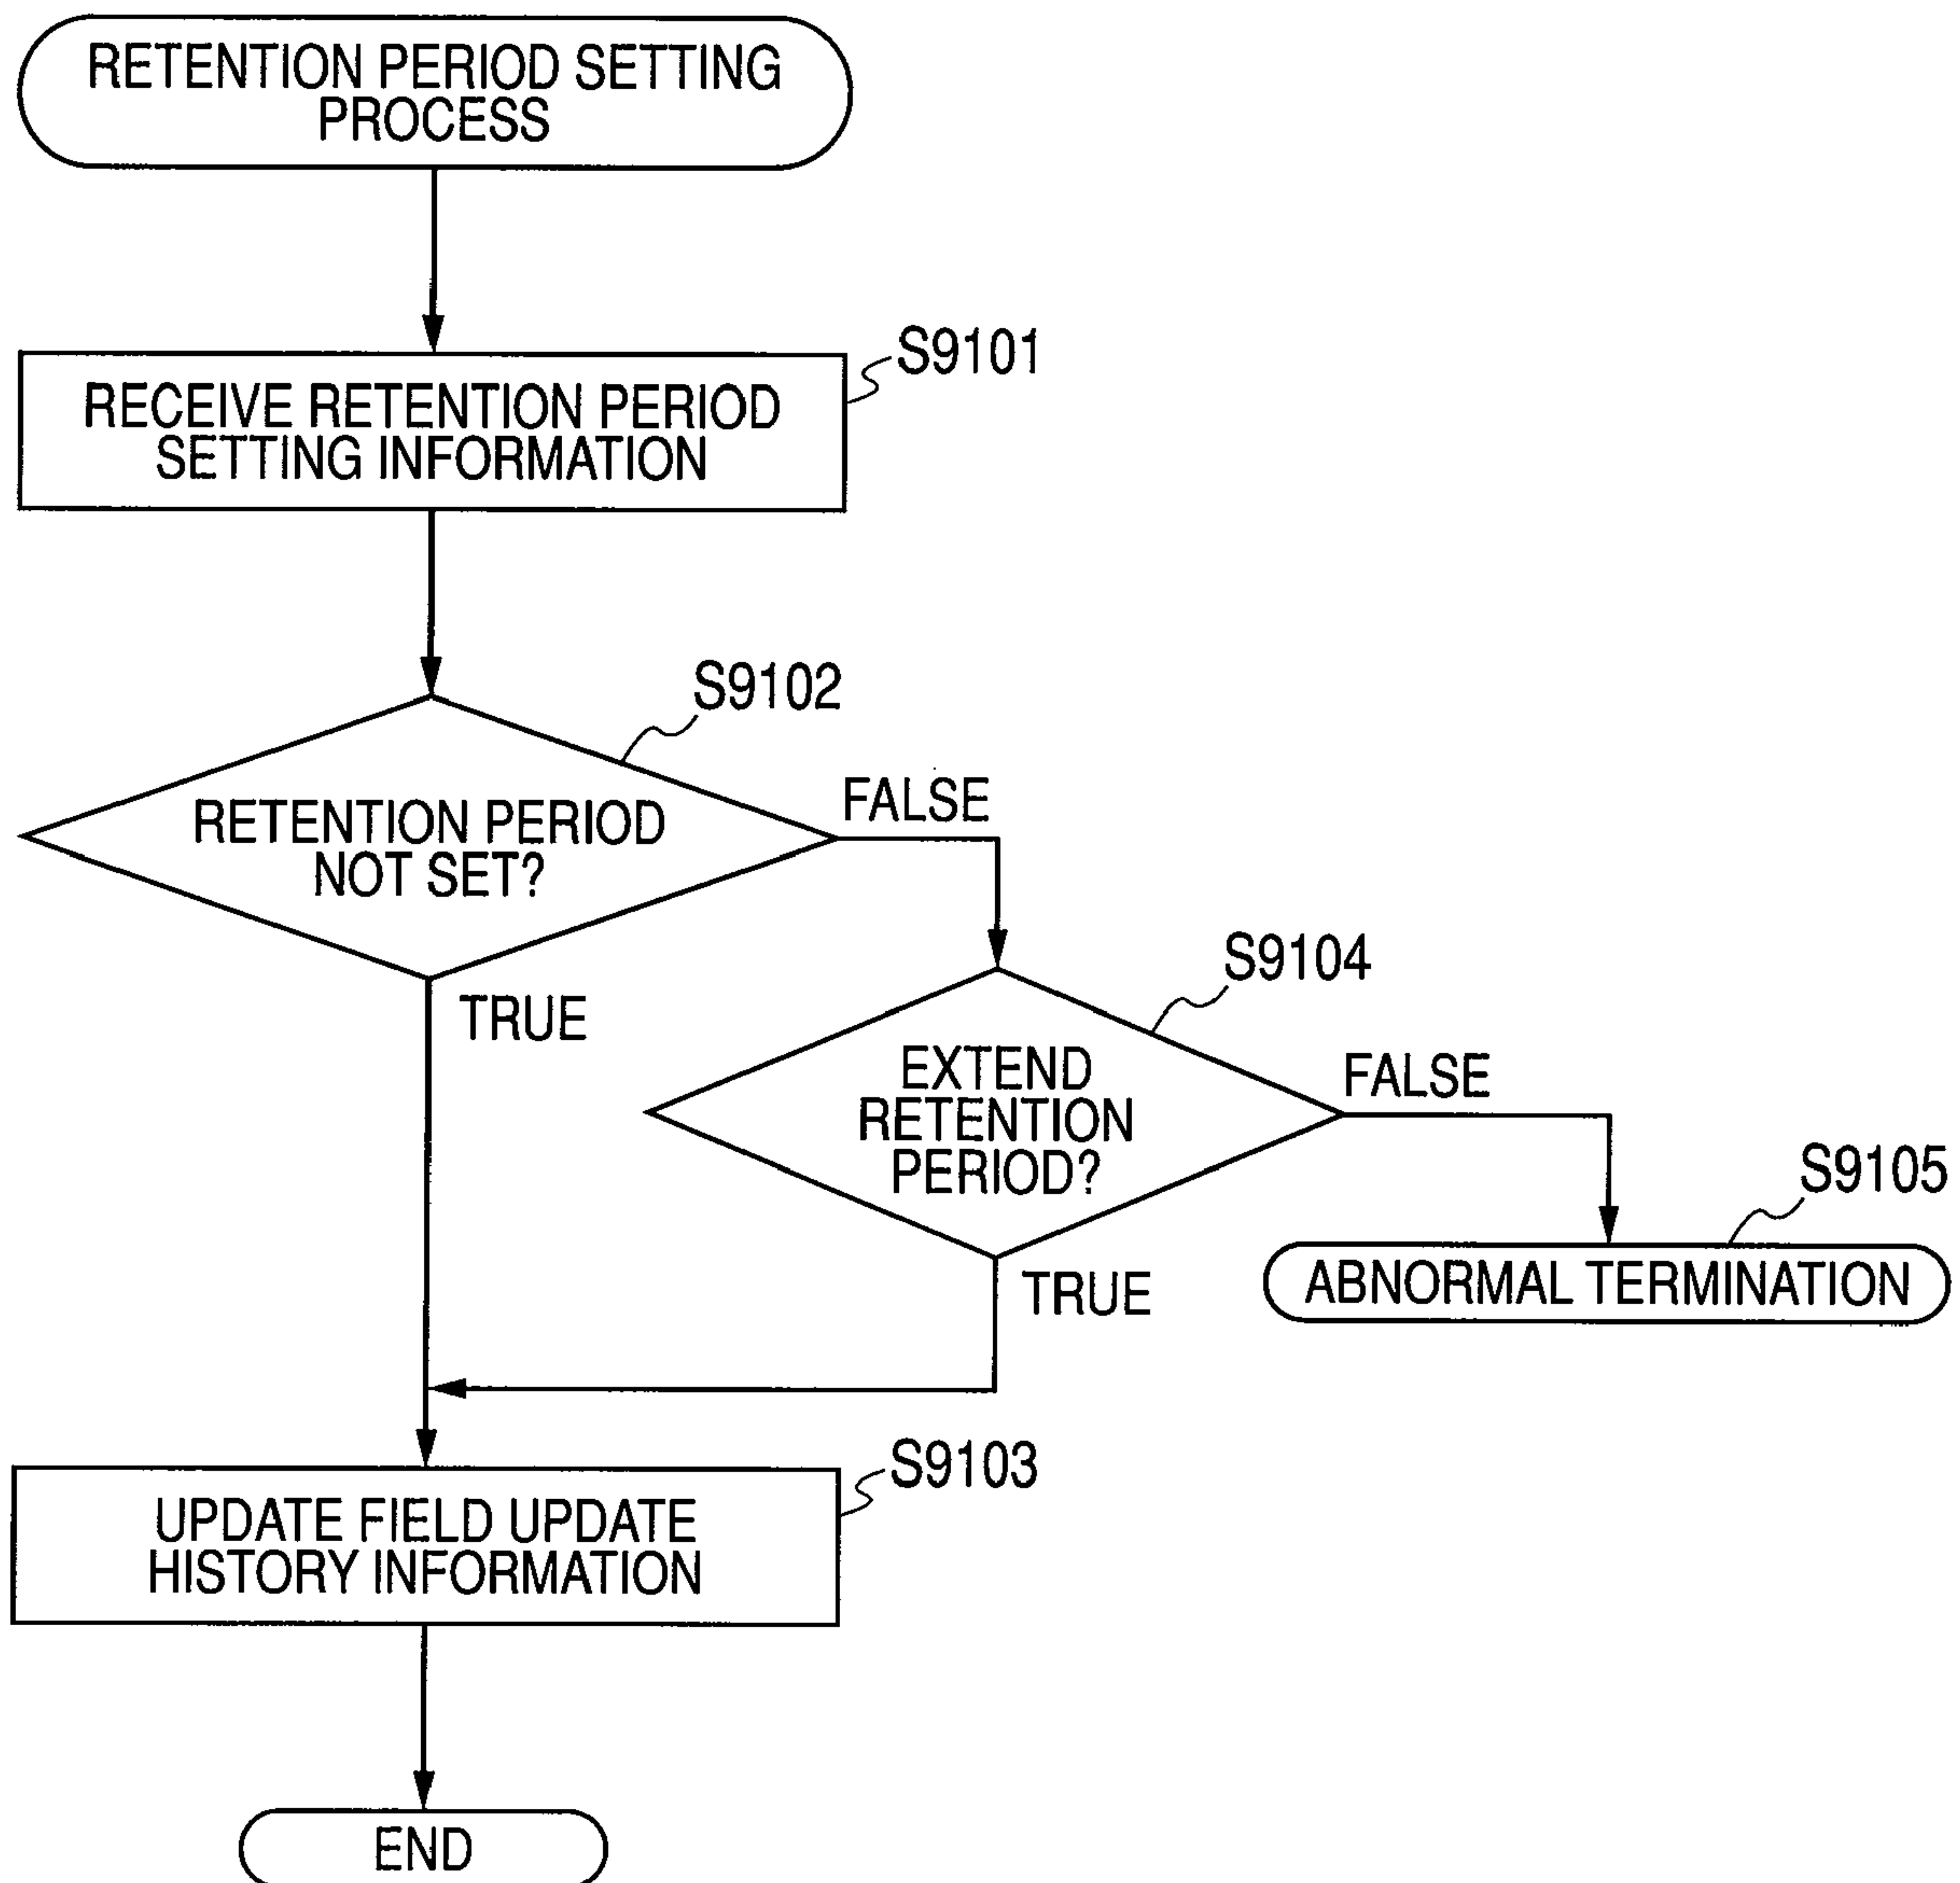 RETENTION PERIOD SETTING
PROCESS
S9101
RECEIVE RETENTION PERIOD
SETTING INFORMATION
S9102
RETENTION PERIOD
NOT SET?
FALSE
TRUE
S9104
EXTEND
RETENTION
PERIOD?
FALSE
TRUE
S9105
ABNORMAL TERMINATION
S9103
UPDATE FIELD UPDATE
HISTORY INFORMATION
END